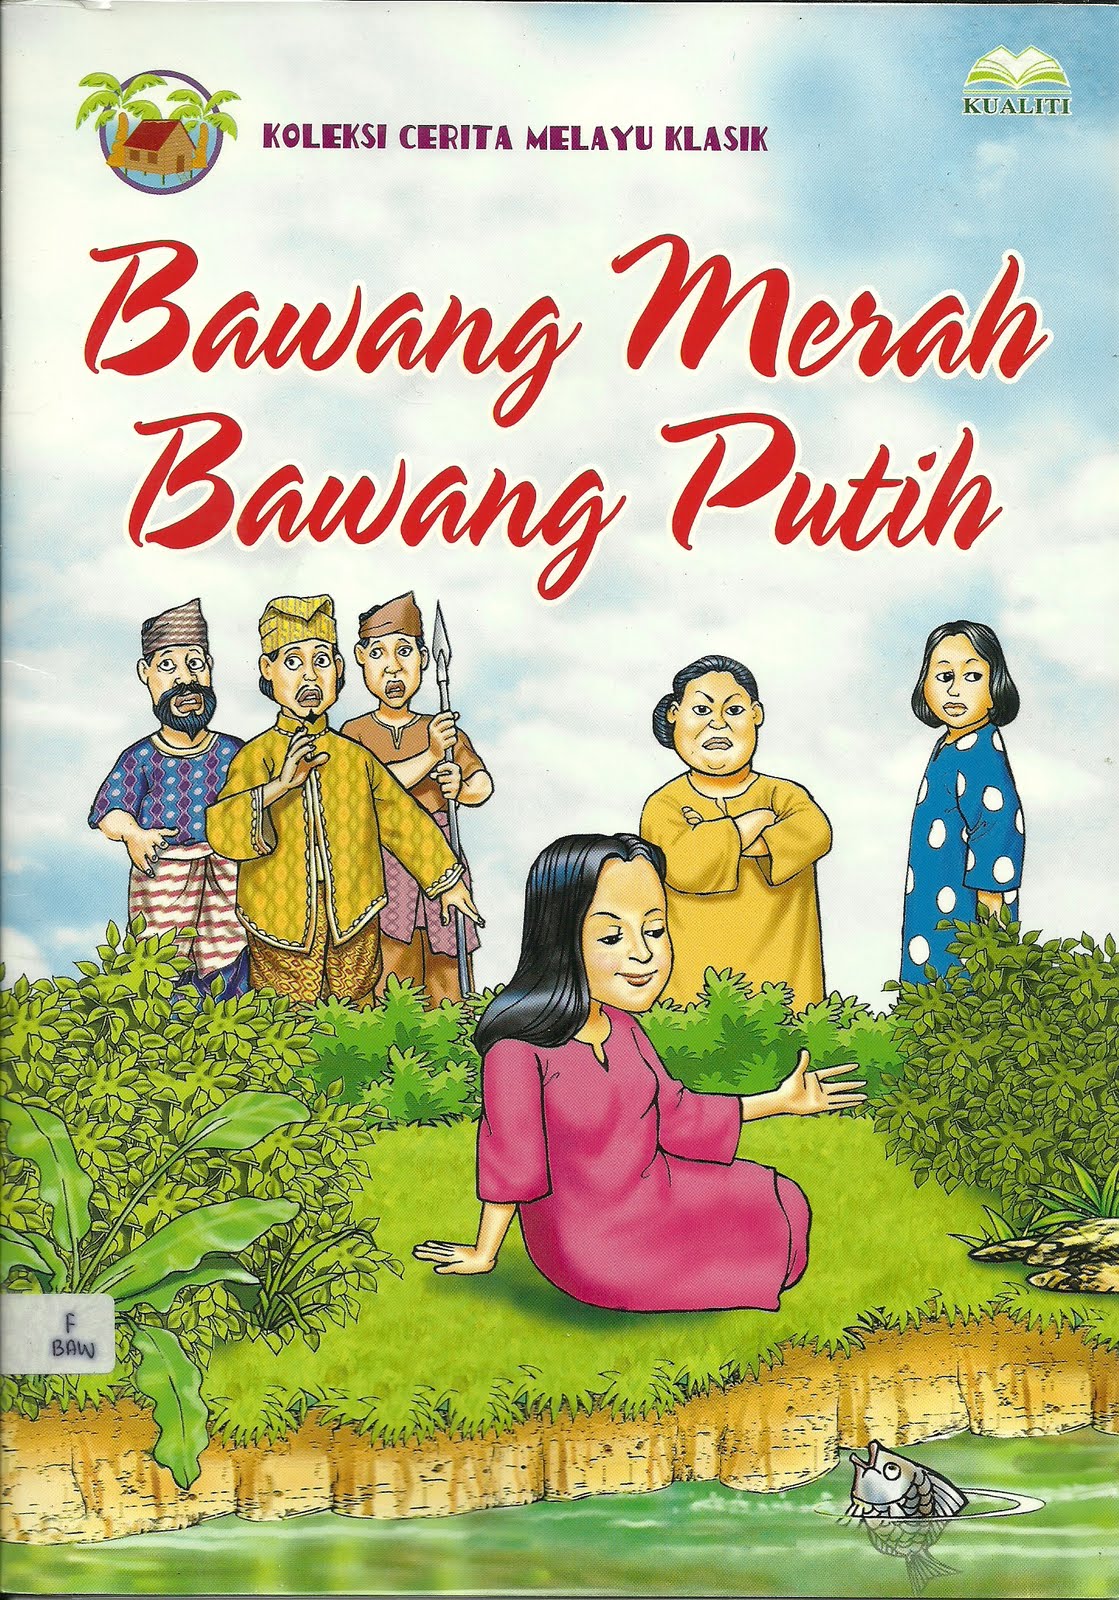 KUALITI
KOLEKSI CERITA MELAYU KLASIK
Bawang Merah
Bawang Putih
F
BAW